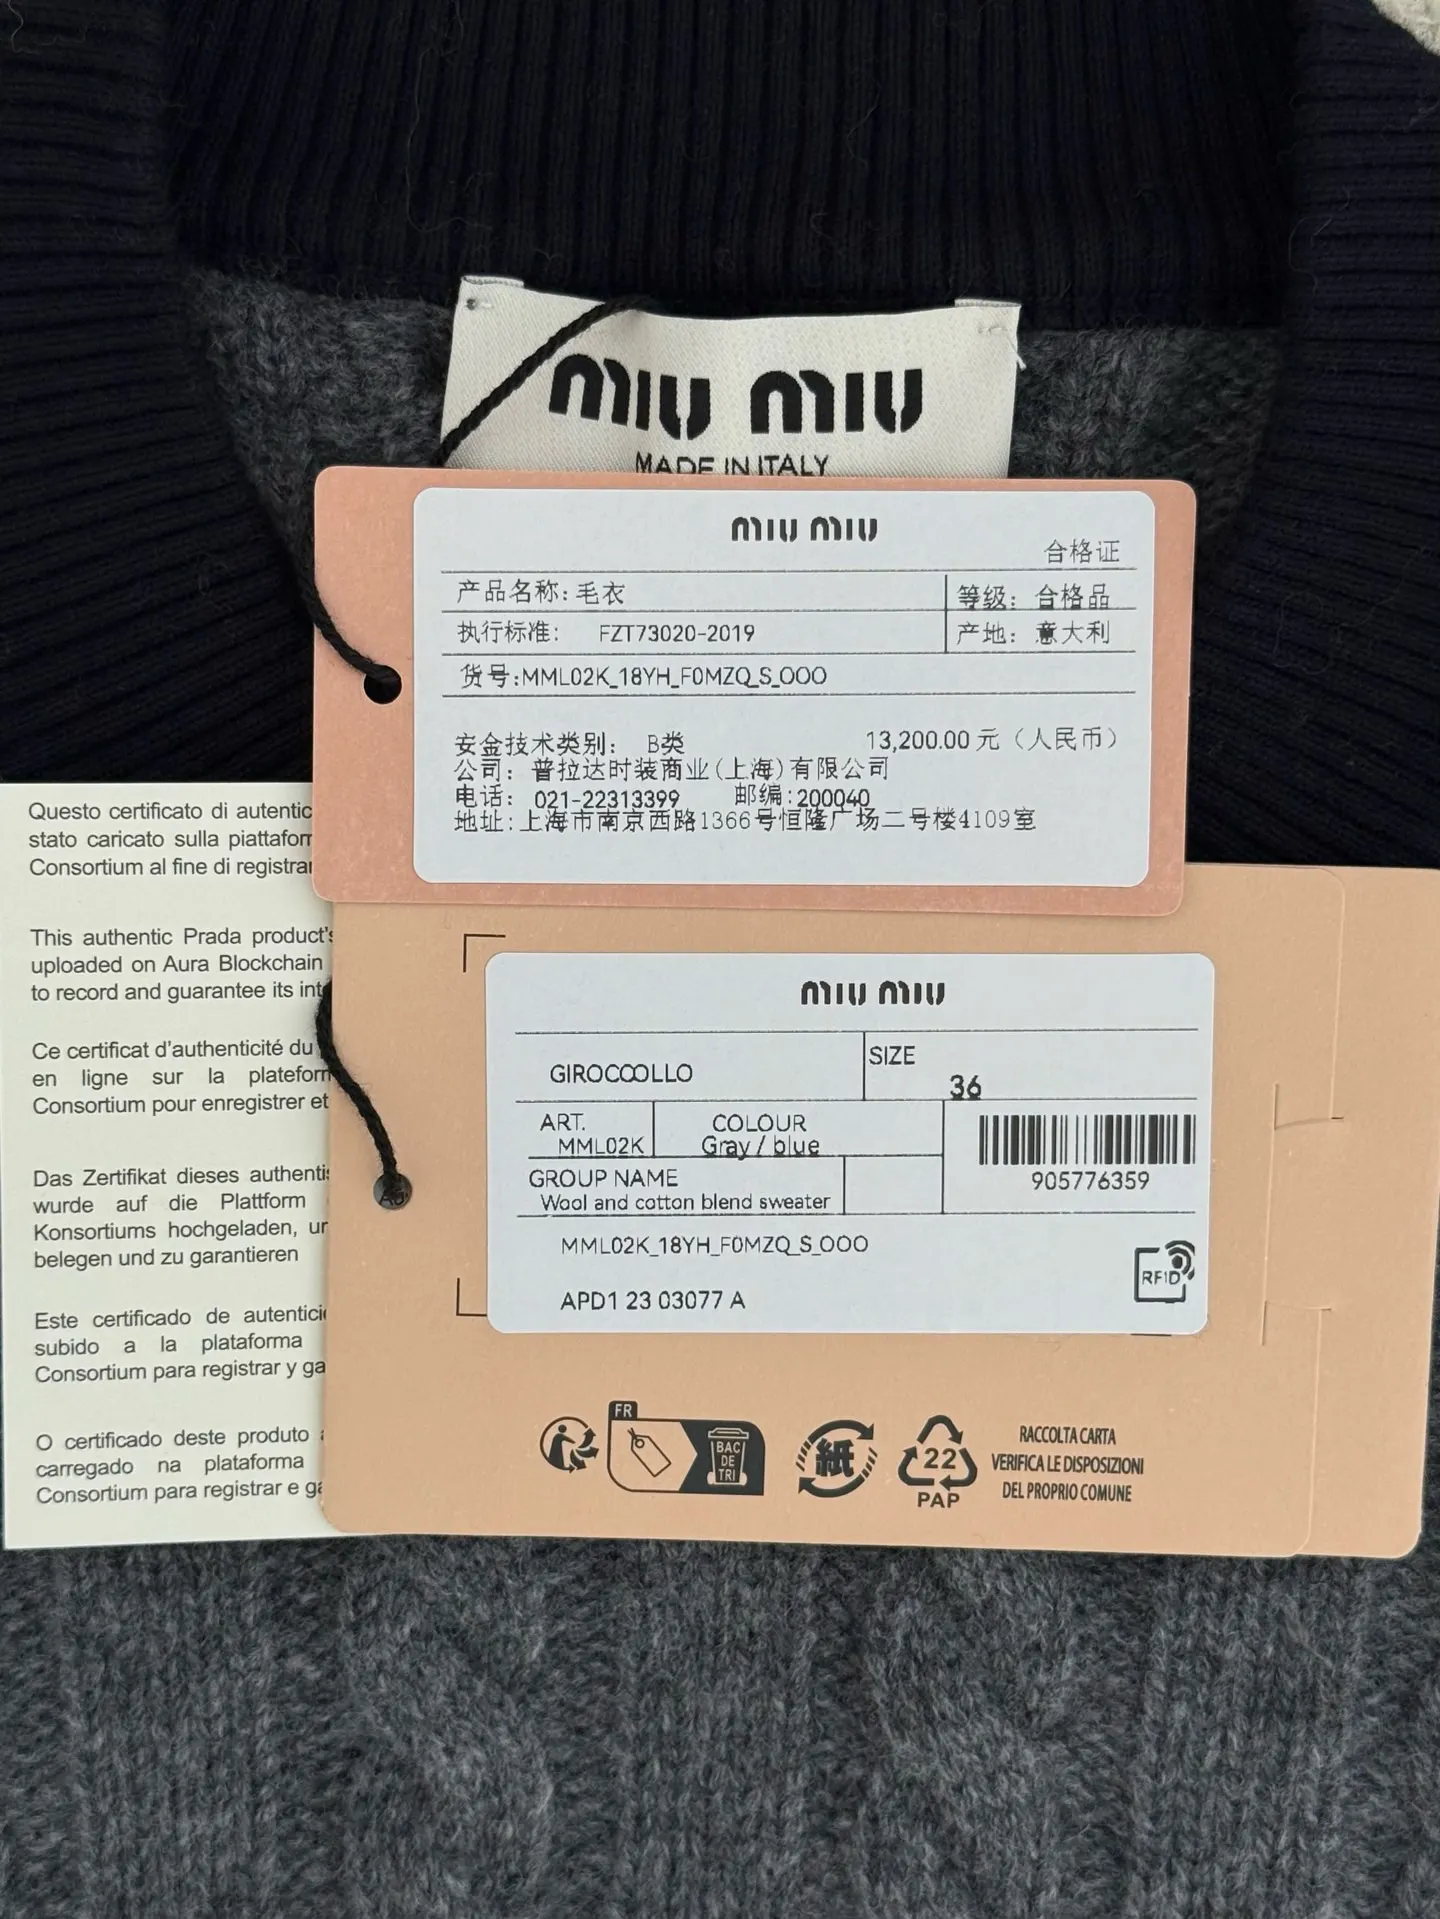 MIU MIU
MADE IN ITALY
MIU MIU
合格证
产品名称: 毛衣
等级: 合格品
执行标准: FZT73020-2019
产地: 意大利
货号:MML02K_18YH_F0MZQ_S_OOO
安金技术类别: B类
13,200.00 元 (人民币)
公司: 普拉达时装商业(上海)有限公司
电话: 021-22313399 邮编:200040
地址:上海市南京西路1366号恒隆广场二号楼4109室
Questo certificato di autentic
stato caricato sulla piattaform
Consortium al fine di registrar
This authentic Prada product's
uploaded on Aura Blockchain
to record and guarantee its int
Ce certificat d'authenticité du
en ligne sur la plateform
Consortium pour enregistrer et
Das Zertifikat dieses authentis
wurde auf die Plattform
Konsortiums hochgeladen, ur
belegen und zu garantieren
Este certificado de autentici
subido a la plataforma
Consortium para registrar y ga
O certificado deste produto
carregado na plataforma
Consortium para registrar e ga
MIU MIU
GIROCOOLLO
SIZE
36
ART.
MML02K
COLOUR
Gray / blue
GROUP NAME
Wool and cotton blend sweater
905776359
MML02K_18YH_F0MZQ_S_OOO
APD1 23 03077 A
RFID
FR
BAC
DE
TRI
紙
22
PAP
RACCOLTA CARTA
VERIFICA LE DISPOSIZIONI
DEL PROPRIO COMUNE